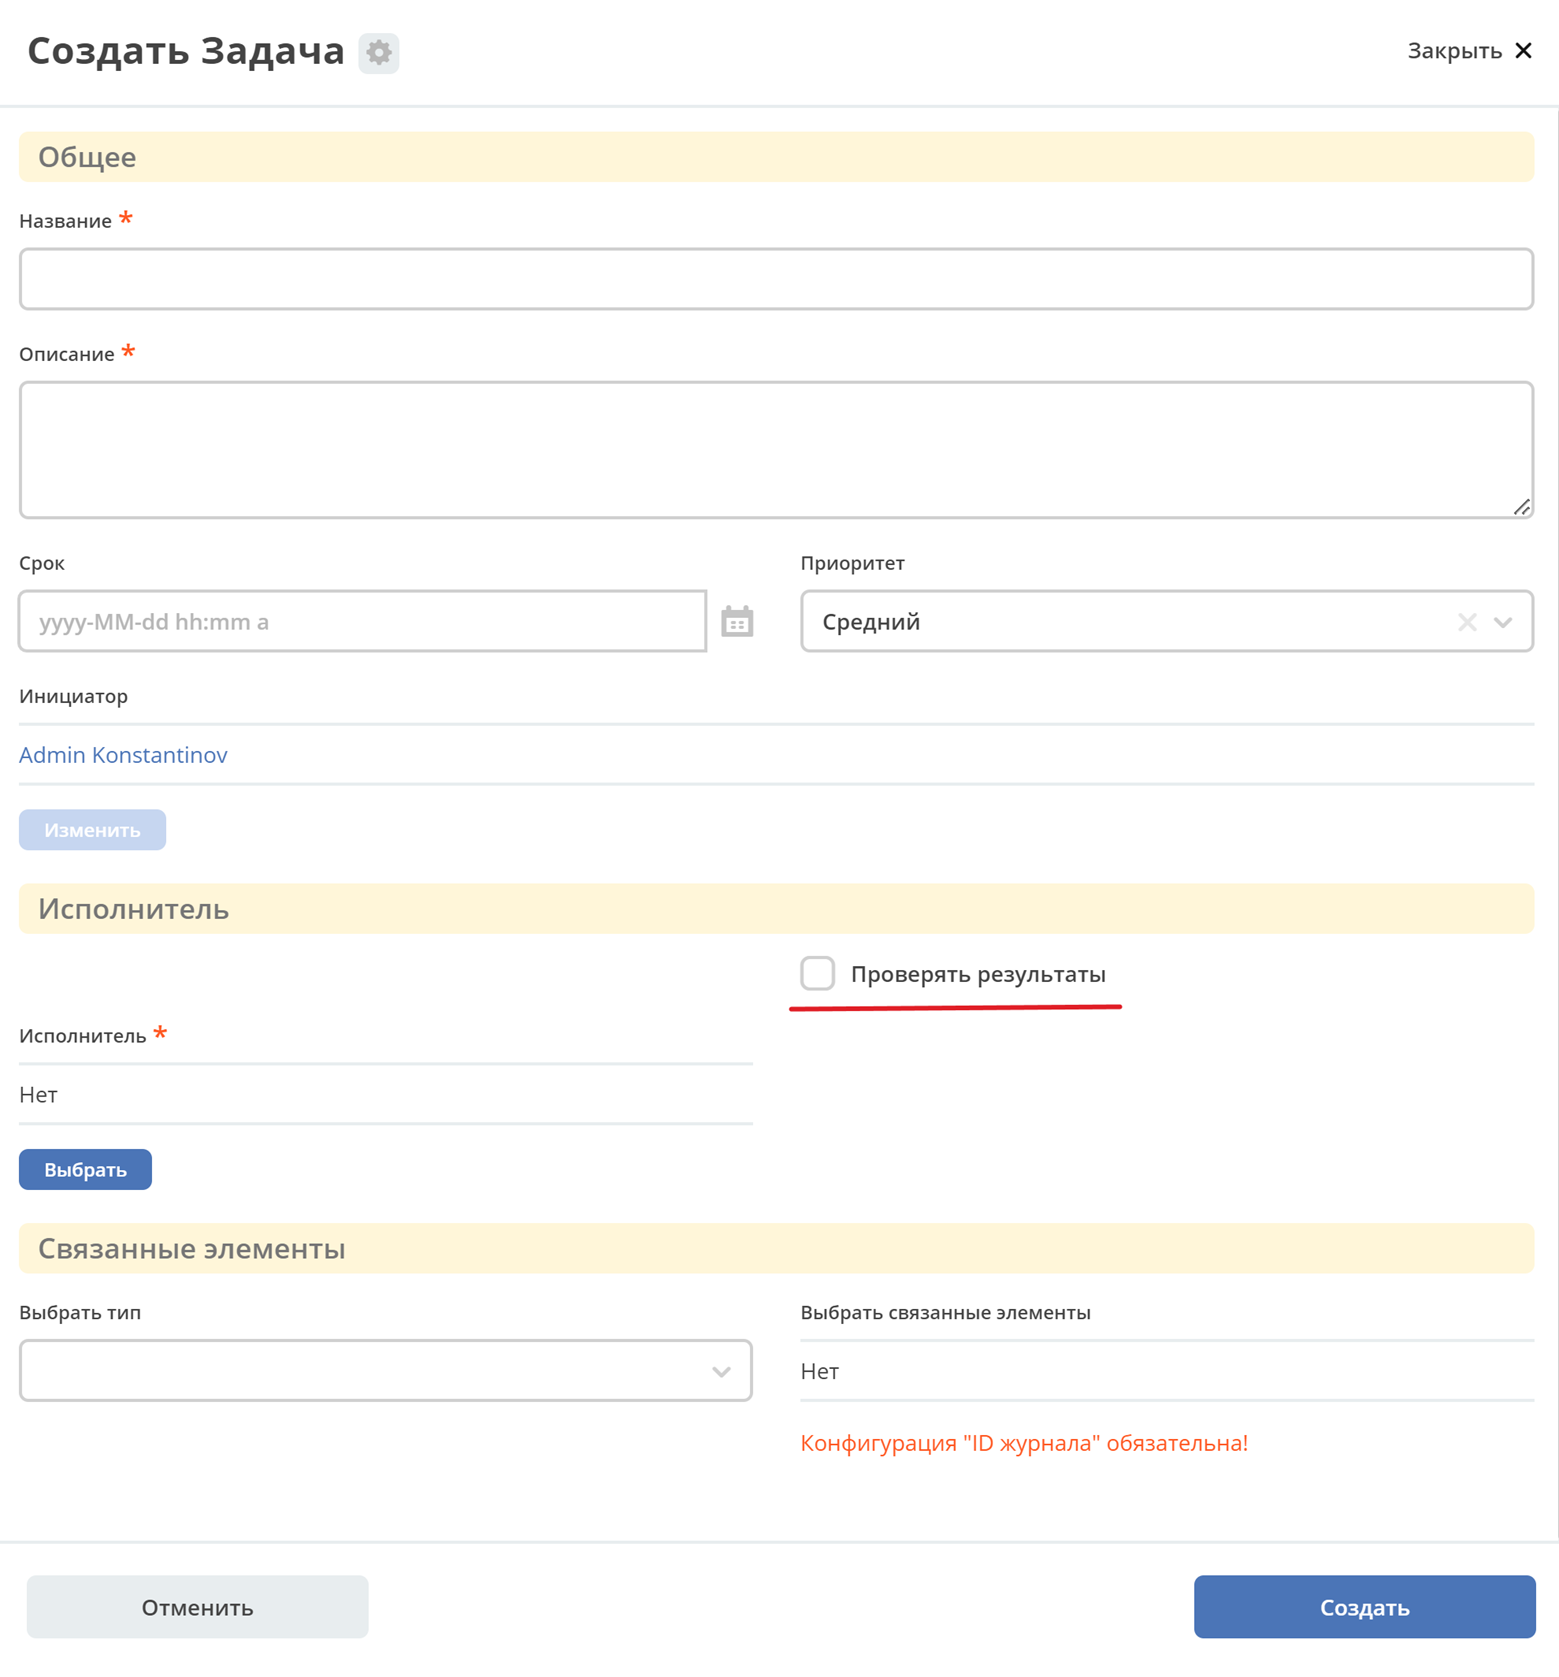 Создать Задача
Закрыть
Общее
Название *
Описание *
Срок
Приоритет
yyyy-MM-dd hh:mm a
Средний
Инициатор
Admin Konstantinov
Изменить
Исполнитель
Проверять результаты
Исполнитель *
Нет
Выбрать
Связанные элементы
Выбрать тип
Выбрать связанные элементы
Нет
Конфигурация "ID журнала" обязательна!
Отменить
Создать